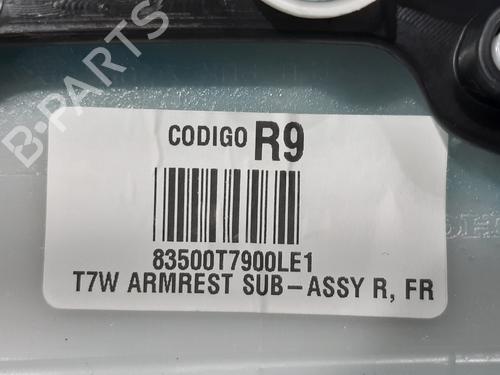 B-PARTS
CODIGO R9
83500T7900LE1
T7W ARMREST SUB-ASSY R, FR